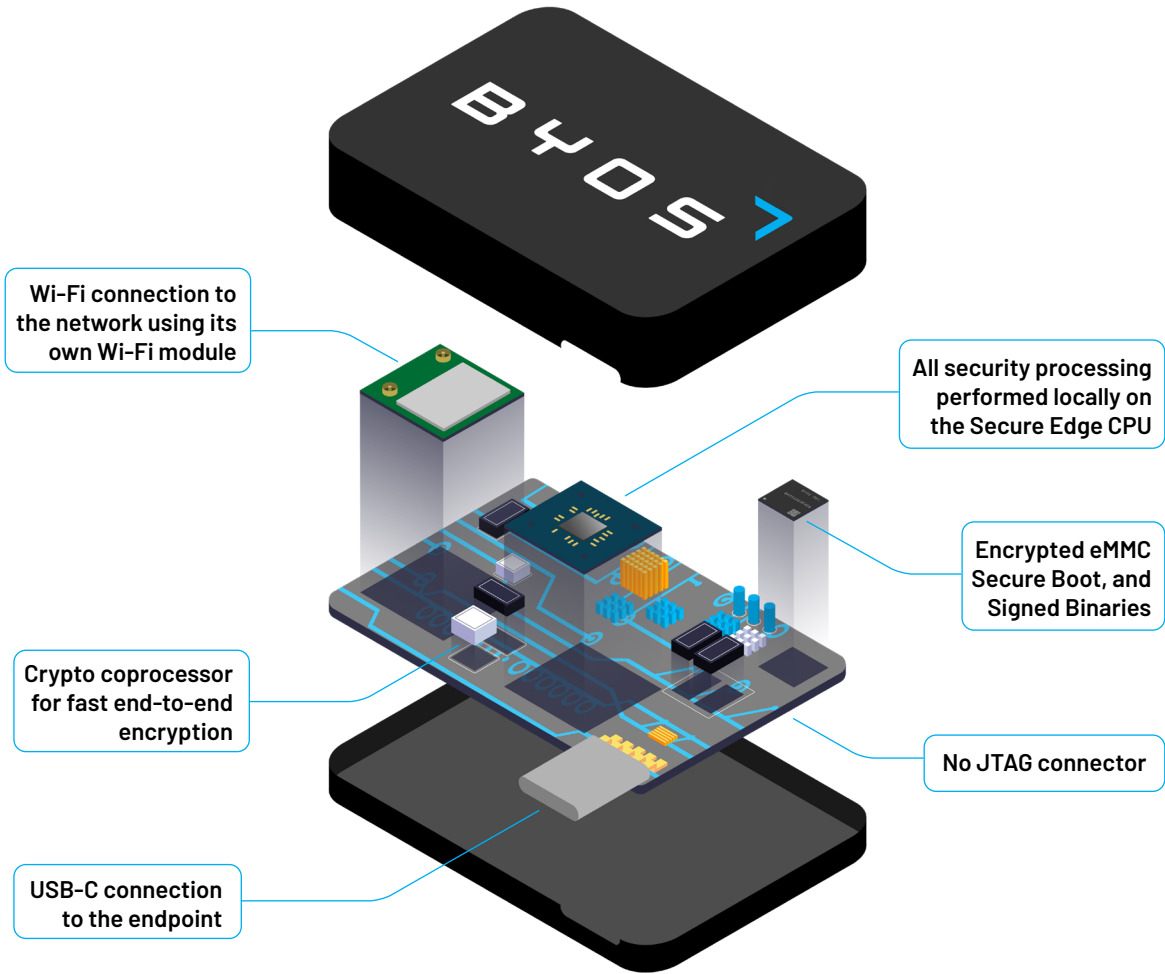 BYOS
Wi-Fi connection to
the network using its
own Wi-Fi module
All security processing
performed locally on
the Secure Edge CPU
Encrypted eMMC
Secure Boot, and
Signed Binaries
Crypto coprocessor
for fast end-to-end
encryption
No JTAG connector
USB-C connection
to the endpoint